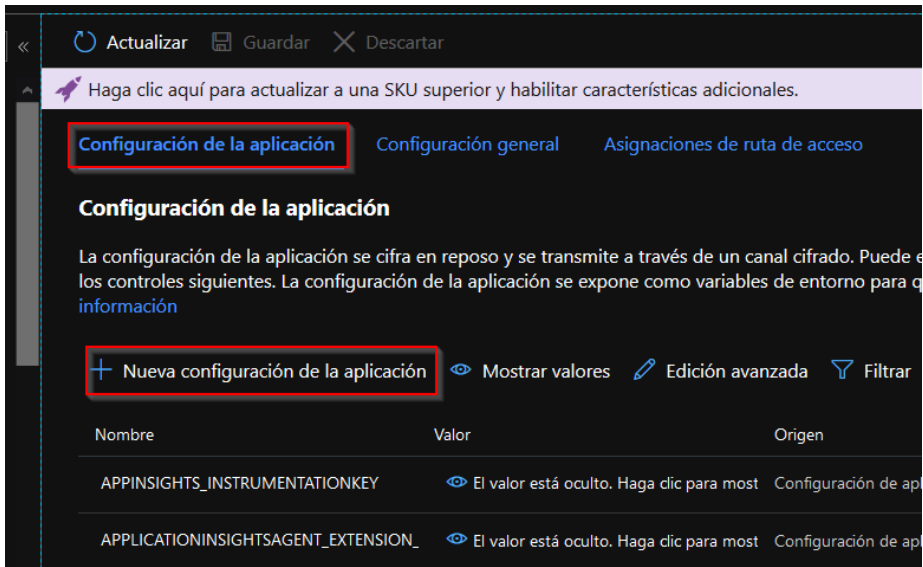 Actualizar Guardar Descartar
Haga clic aquí para actualizar a una SKU superior y habilitar características adicionales.
Configuración de la aplicación Configuración general Asignaciones de ruta de acceso
Configuración de la aplicación
La configuración de la aplicación se cifra en reposo y se transmite a través de un canal cifrado. Puede
los controles siguientes. La configuración de la aplicación se expone como variables de entorno para
información
Nueva configuración de la aplicación Mostrar valores Edición avanzada Filtrar
Nombre Valor Origen
APPINSIGHTS_INSTRUMENTATIONKEY El valor está oculto. Haga clic para most Configuración de apl
APPLICATIONINSIGHTSAGENT_EXTENSION_ El valor está oculto. Haga clic para most Configuración de apl